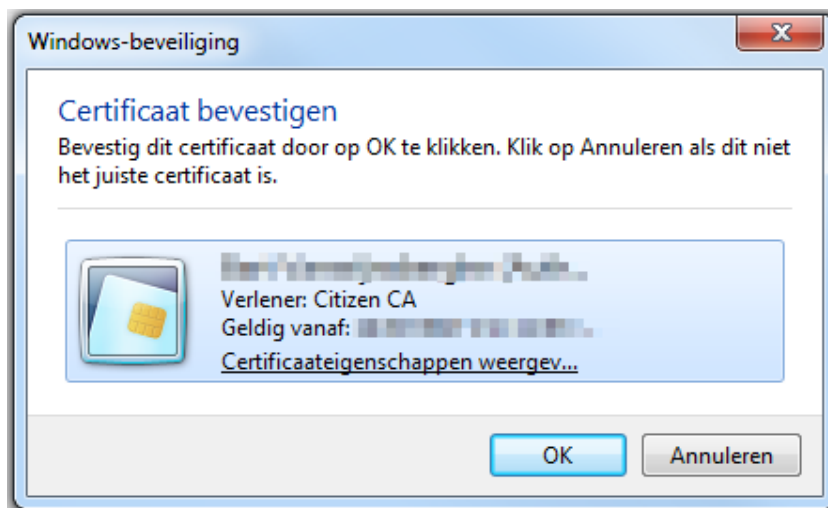 Windows-beveiliging
Certificaat bevestigen
Bevestig dit certificaat door op OK te klikken. Klik op Annuleren als dit niet
het juiste certificaat is.
Verlener: Citizen CA
Geldig vanaf:
Certificaateigenschappen weergev...
OK
Annuleren